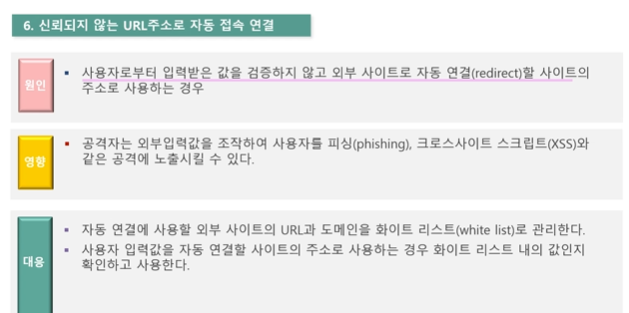 6. 신뢰되지 않는 URL주소로 자동 접속 연결
원인
▪ 사용자로부터 입력받은 값을 검증하지 않고 외부 사이트로 자동 연결(redirect)할 사이트의
주소로 사용하는 경우
영향
▪ 공격자는 외부입력값을 조작하여 사용자를 피싱(phishing), 크로스사이트 스크립트(XSS)와
같은 공격에 노출시킬 수 있다.
대응
▪ 자동 연결에 사용할 외부 사이트의 URL과 도메인을 화이트 리스트(white list)로 관리한다.
▪ 사용자 입력값을 자동 연결할 사이트의 주소로 사용하는 경우 화이트 리스트 내의 값인지
확인하고 사용한다.